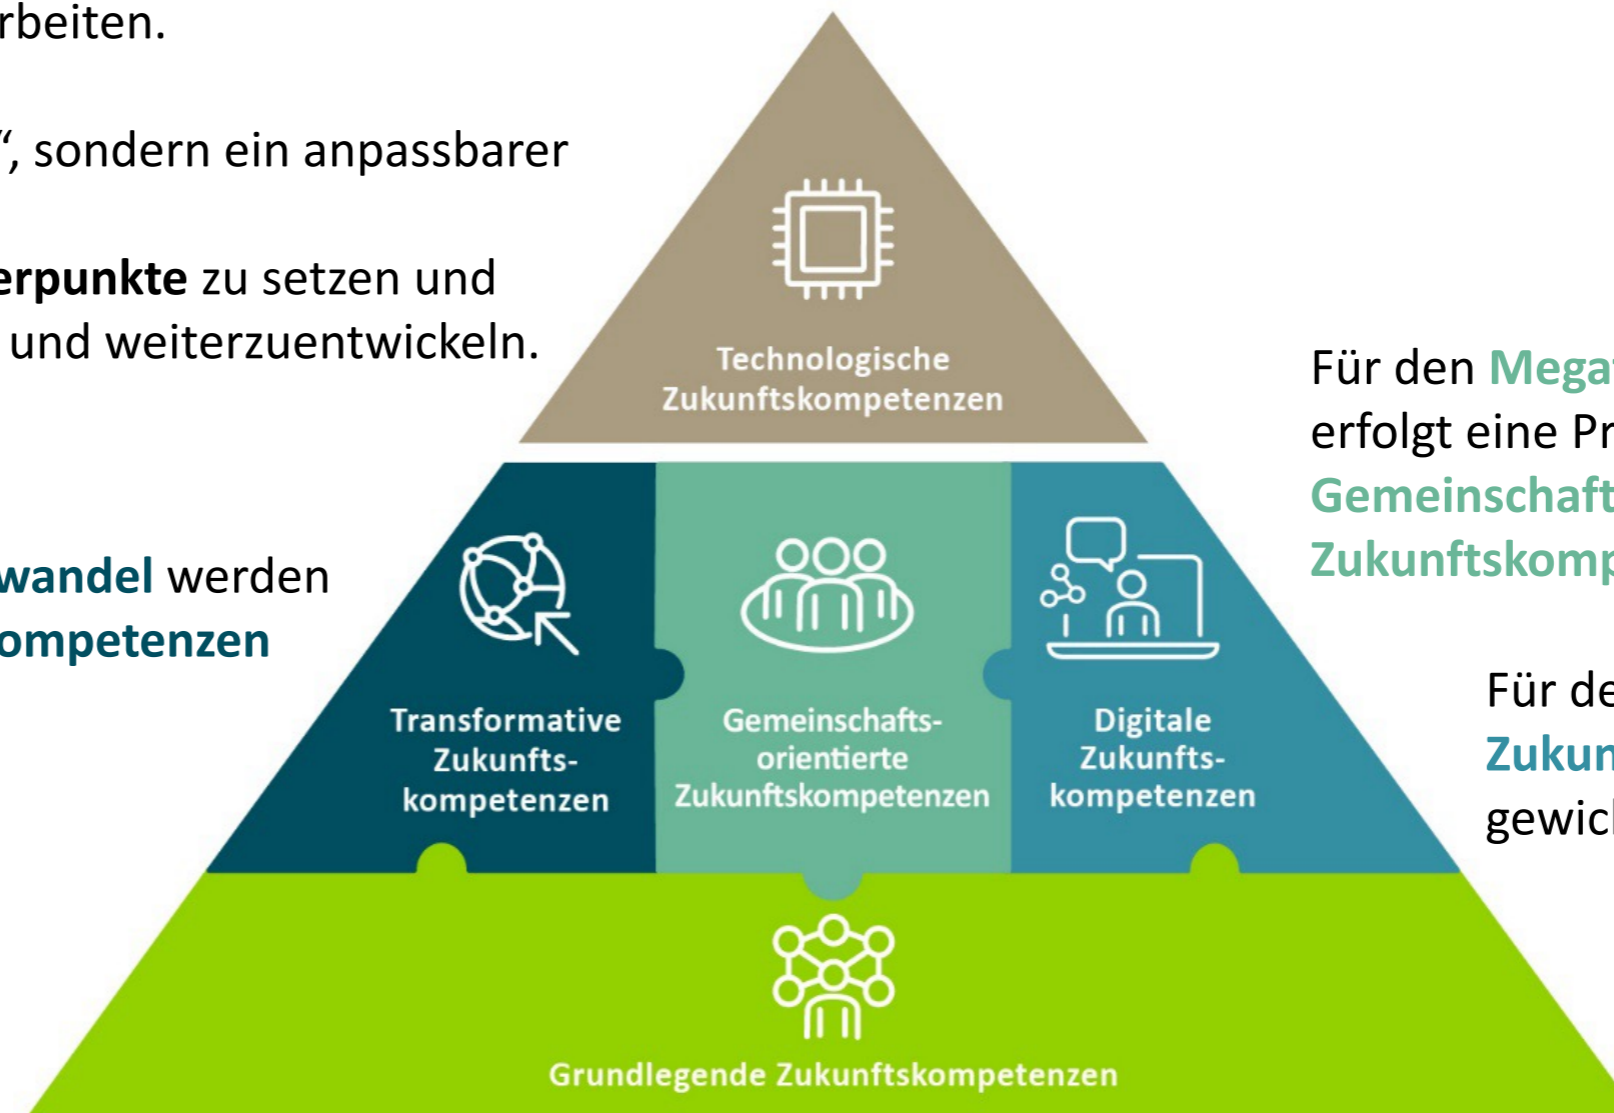 rbeiten.
“, sondern ein anpassbarer
erpunkte zu setzen und
und weiterzuentwickeln.
wandel werden
ompetenzen
Technologische
Zukunftskompetenzen
Transformative
Zukunfts-
kompetenzen
Gemeinschafts-
orientierte
Zukunftskompetenzen
Digitale
Zukunfts-
kompetenzen
Grundlegende Zukunftskompetenzen
Für den Mega
erfolgt eine Pr
Gemeinschaft
Zukunftskomp
Für de
Zukun
gewic